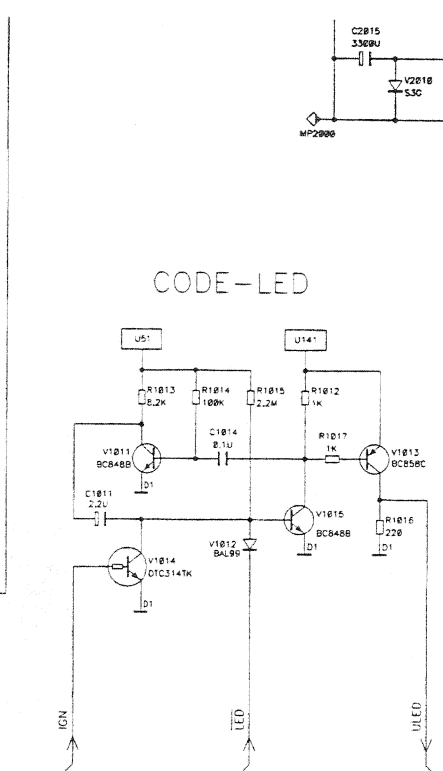 C2015
3300U
V2010
S3G
MP2000
CODE-LED
U51
U141
R1013
8.2K
R1014
100K
R1015
2.2M
R1012
1K
C1014
0.1U
R1017
1K
V1011
BC848B
V1013
BC858C
C1011
2.2U
D1
V1015
BC848B
R1016
220
V1012
BAL99
D1
D1
V1014
DTC314TK
D1
IGN
LED
ULED